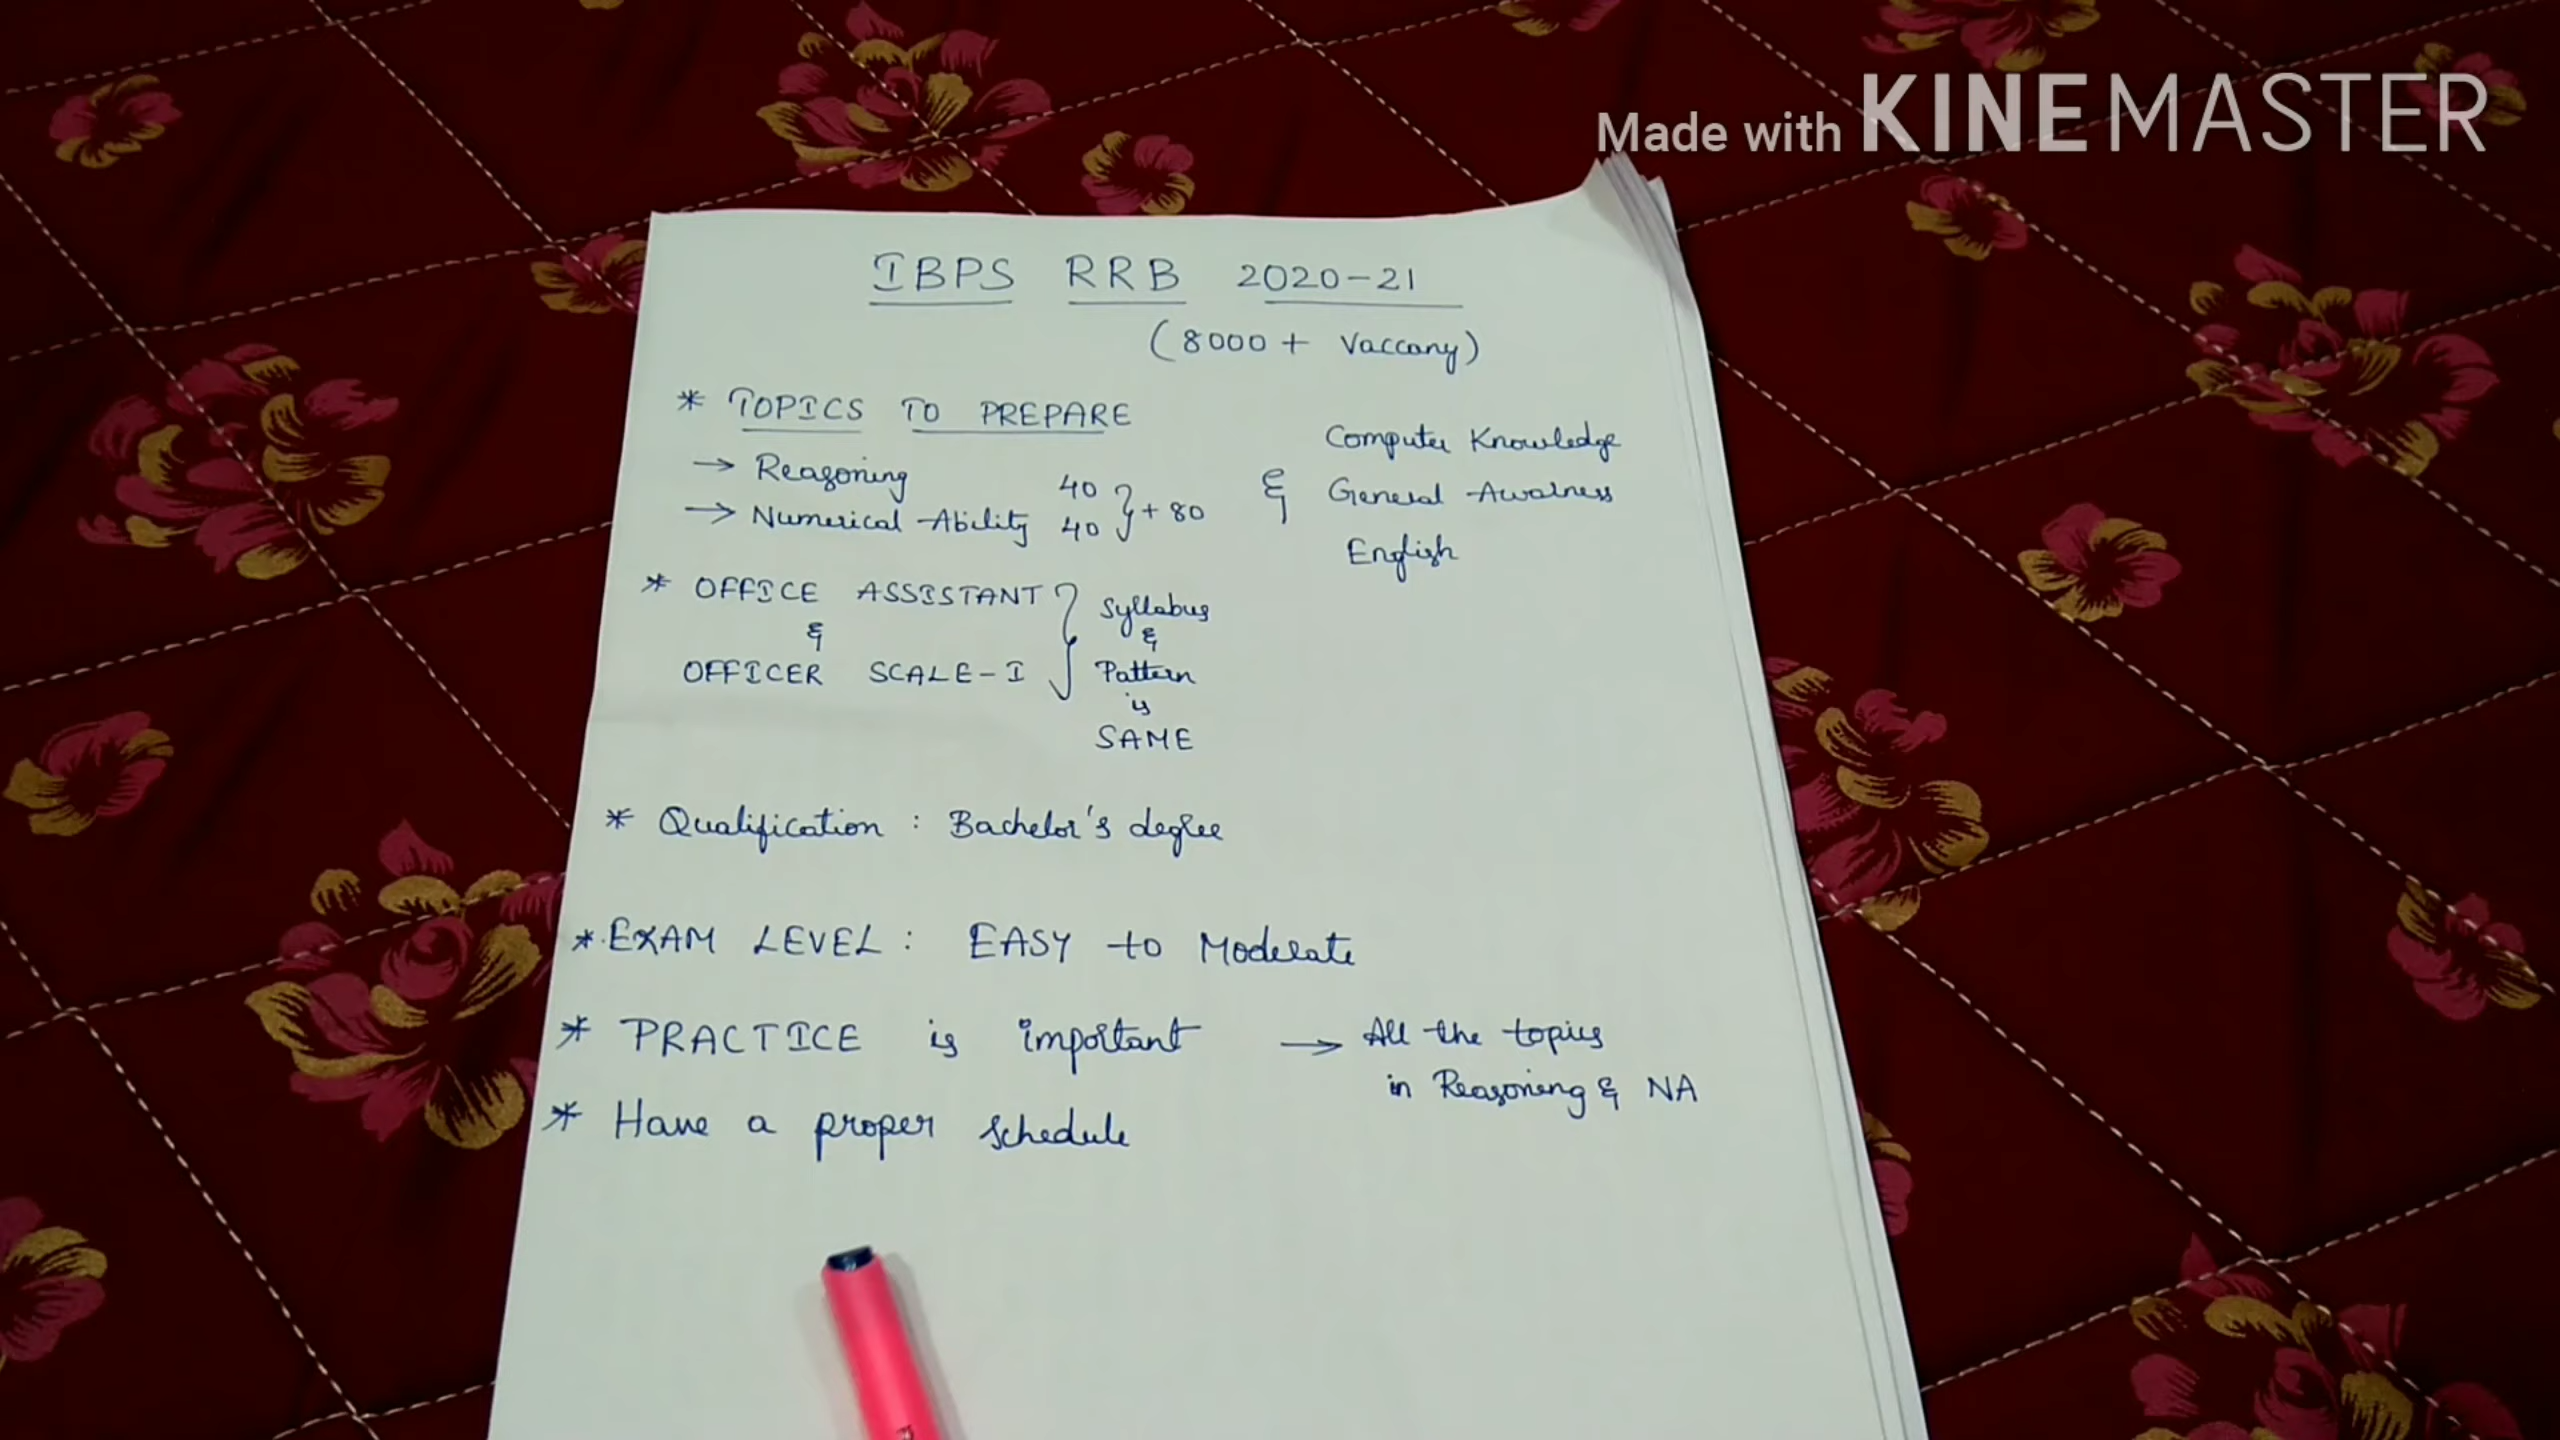 Made with KINEMASTER
IBPS RRB 2020-21
(8000 + Vaccany)
* TOPICS TO PREPARE
→ Reasoning 40
→ Numerical Ability 40 } + 80
& Computer Knowledge
General Awarness
English
* OFFICE ASSISTANT
&
OFFICER SCALE-I
} Syllabus
&
Pattern
is
SAME
* Qualification : Bachelor's degree
* EXAM LEVEL : EASY to Moderate
* PRACTICE is important → All the topics
in Reasoning & NA
* Have a proper schedule